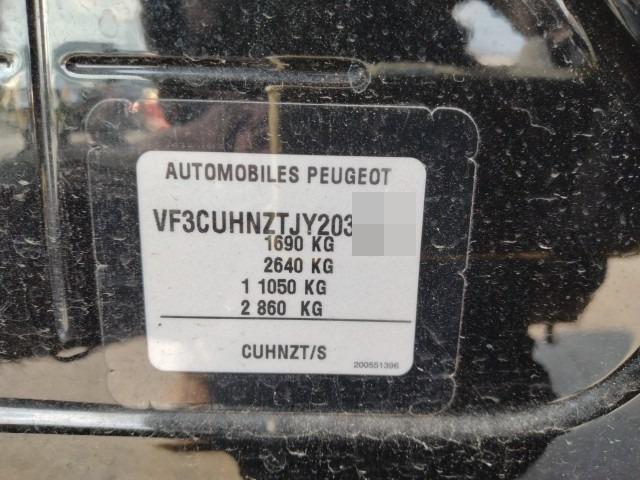 AUTOMOBILES PEUGEOT
VF3CUHNZTJY203
1690 KG
2640 KG
1 1050 KG
2 860 KG
CUHNZT/S
200551396